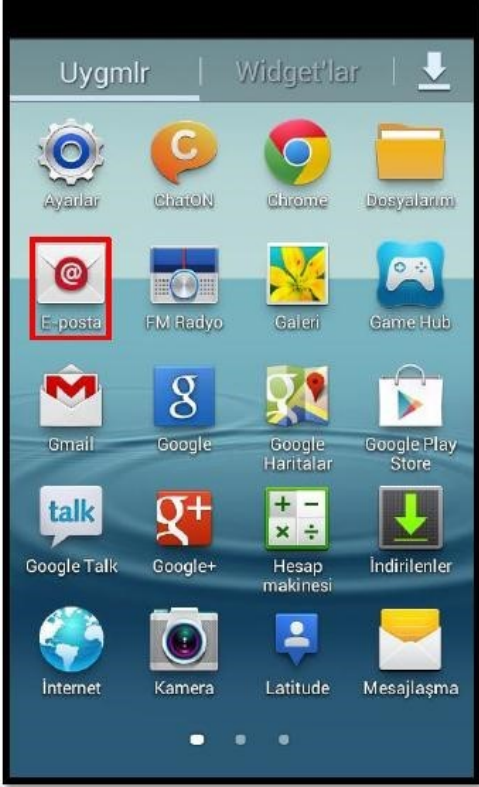 Uygmlr
Widget'lar
Ayarlar
ChatON
Chrome
Dosyalarım
E-posta
FM Radyo
Galeri
Game Hub
Gmail
Google
Google
Haritalar
Google Play
Store
talk
Google Talk
Google+
Hesap
makinesi
İndirilenler
İnternet
Kamera
Latitude
Mesajlaşma